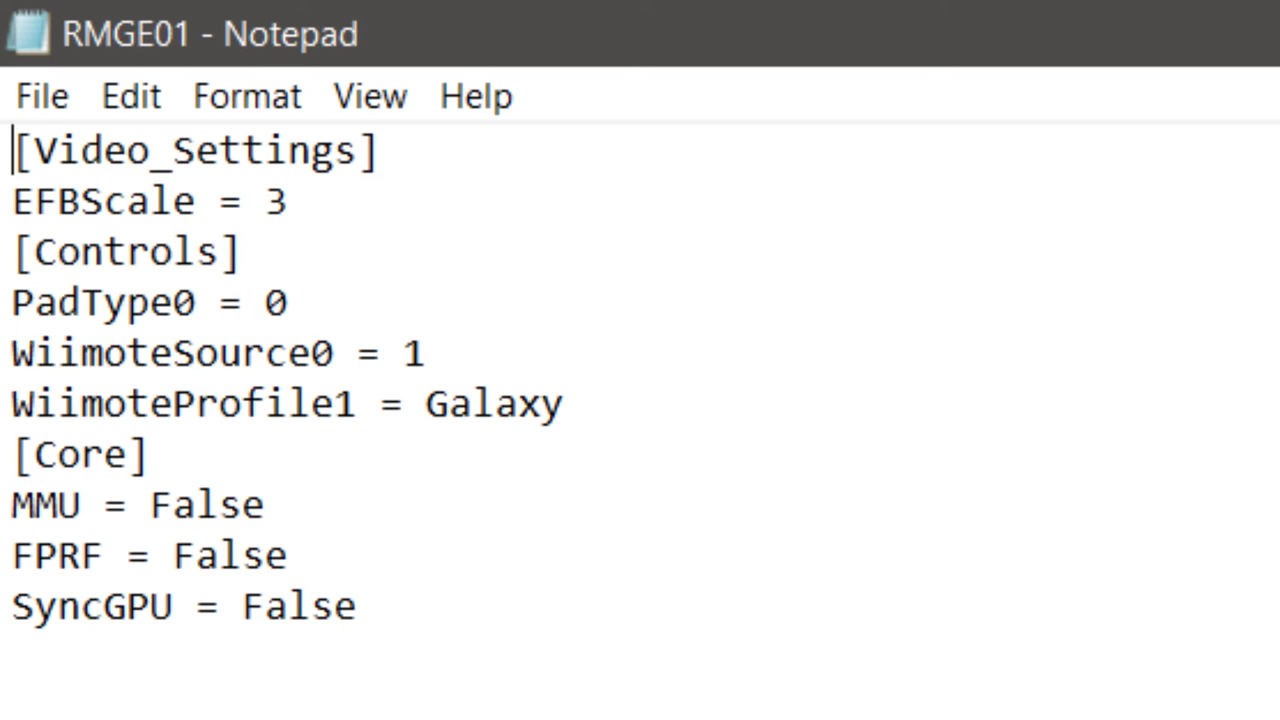 RMGE01 - Notepad
File Edit Format View Help
[Video_Settings]
EFBScale = 3
[Controls]
PadType0 = 0
WiimoteSource0 = 1
WiimoteProfile1 = Galaxy
[Core]
MMU = False
FPRF = False
SyncGPU = False